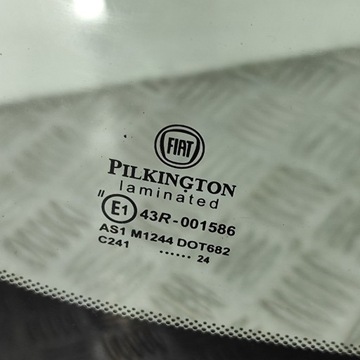 FIAT
PILKINGTON
laminated
"
E1 43R-001586
AS1 M1244 DOT682
C241
...... 24